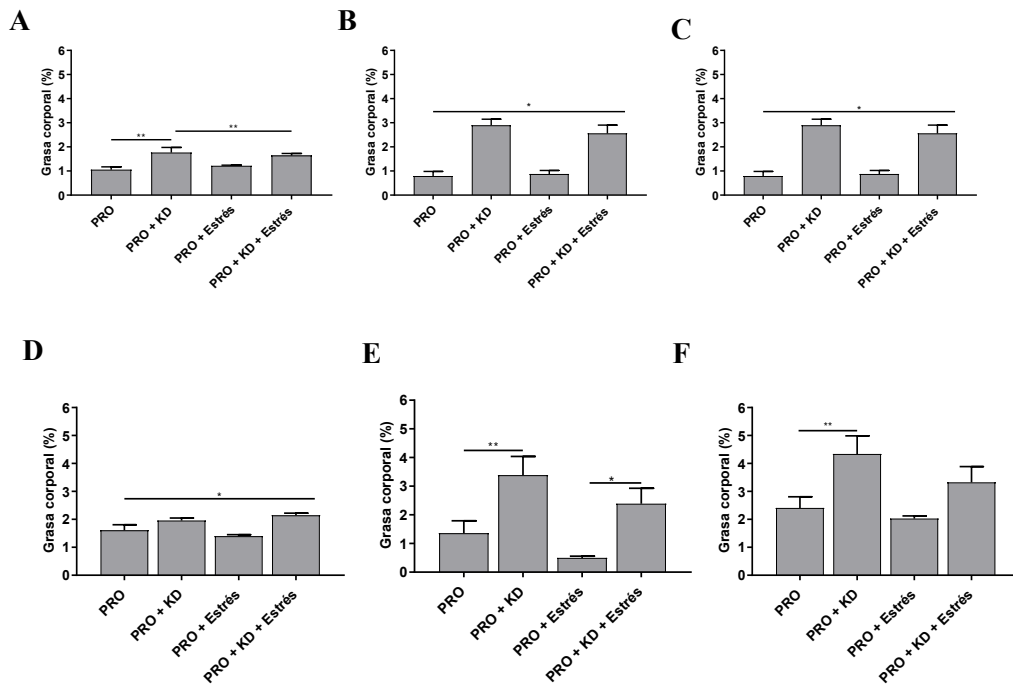 A
Grasa corporal (%)
6
5
4
3
2
1
0
**
**
PRO
PRO + KD
PRO + Estrés
PRO + KD + Estrés
B
Grasa corporal (%)
6
5
4
3
2
1
0
*
PRO
PRO + KD
PRO + Estrés
PRO + KD + Estrés
C
Grasa corporal (%)
6
5
4
3
2
1
0
*
PRO
PRO + KD
PRO + Estrés
PRO + KD + Estrés
D
Grasa corporal (%)
6
5
4
3
2
1
0
*
PRO
PRO + KD
PRO + Estrés
PRO + KD + Estrés
E
Grasa corporal (%)
6
5
4
3
2
1
0
**
*
PRO
PRO + KD
PRO + Estrés
PRO + KD + Estrés
F
Grasa corporal (%)
6
5
4
3
2
1
0
**
PRO
PRO + KD
PRO + Estrés
PRO + KD + Estrés